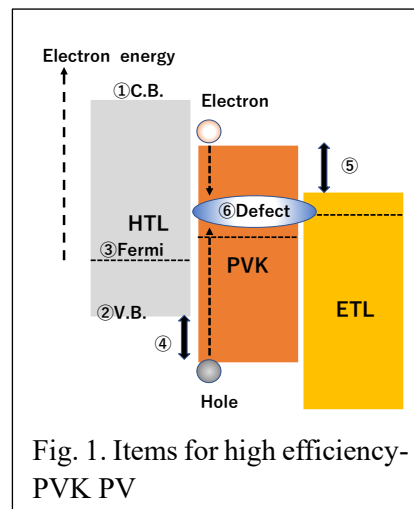 Electron energy
①C.B.
Electron
⑤
⑥Defect
HTL
③Fermi
PVK
②V.B.
ETL
④
Hole
Fig. 1. Items for high efficiency-
PVK PV